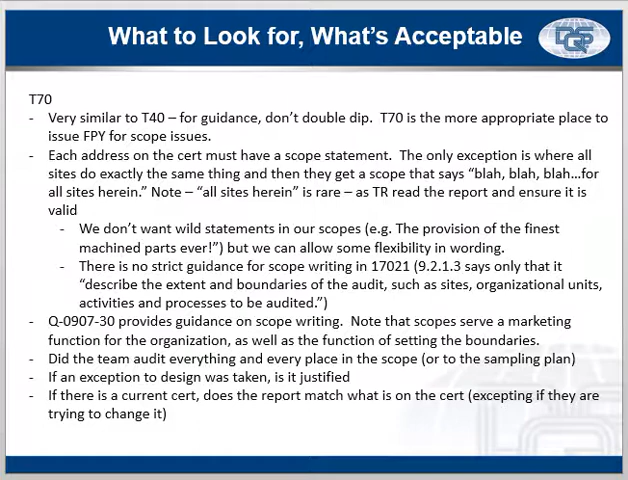 What to Look for, What's Acceptable
DQS
T70
- Very similar to T40 – for guidance, don't double dip. T70 is the more appropriate place to
issue FPY for scope issues.
- Each address on the cert must have a scope statement. The only exception is where all
sites do exactly the same thing and then they get a scope that says "blah, blah, blah…for
all sites herein." Note – "all sites herein" is rare – as TR read the report and ensure it is
valid
- We don't want wild statements in our scopes (e.g. The provision of the finest
machined parts ever!") but we can allow some flexibility in wording.
- There is no strict guidance for scope writing in 17021 (9.2.1.3 says only that it
"describe the extent and boundaries of the audit, such as sites, organizational units,
activities and processes to be audited.")
- Q-0907-30 provides guidance on scope writing. Note that scopes serve a marketing
function for the organization, as well as the function of setting the boundaries.
- Did the team audit everything and every place in the scope (or to the sampling plan)
- If an exception to design was taken, is it justified
- If there is a current cert, does the report match what is on the cert (excepting if they are
trying to change it)